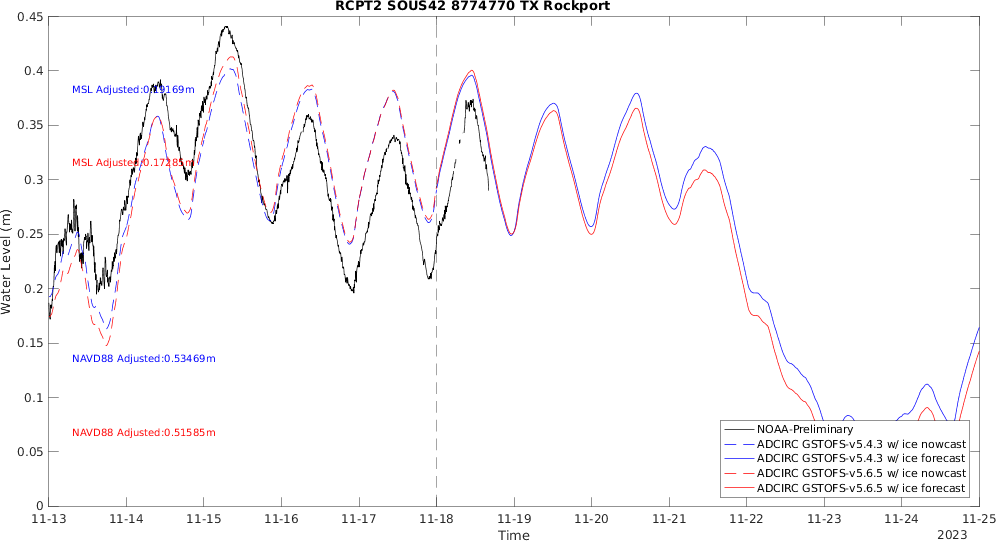 RCPT2 SOUS42 8774770 TX Rockport
0.45
0.4
0.35
0.3
0.25
0.2
0.15
0.1
0.05
0
Water Level (m)
MSL Adjusted:0.19169m
MSL Adjusted:0.17285m
NAVD88 Adjusted:0.53469m
NAVD88 Adjusted:0.51585m
NOAA-Preliminary
ADCIRC GSTOFS-v5.4.3 w/ ice nowcast
ADCIRC GSTOFS-v5.4.3 w/ ice forecast
ADCIRC GSTOFS-v5.6.5 w/ ice nowcast
ADCIRC GSTOFS-v5.6.5 w/ ice forecast
11-13 11-14 11-15 11-16 11-17 11-18 11-19 11-20 11-21 11-22 11-23 11-24 11-25
Time
2023